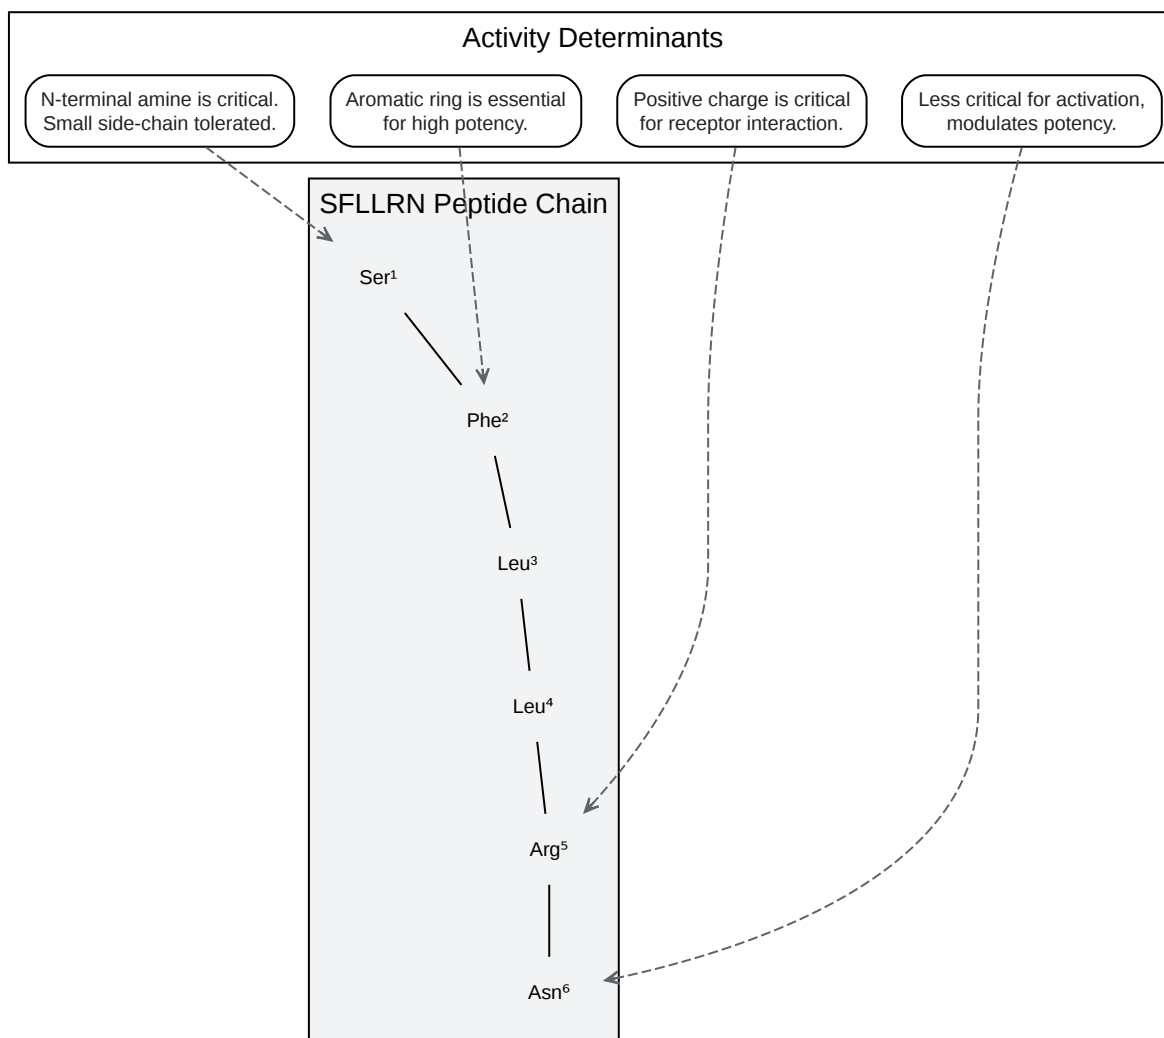 Activity Determinants
N-terminal amine is critical.
Small side-chain tolerated.
Aromatic ring is essential
for high potency.
Positive charge is critical
for receptor interaction.
Less critical for activation,
modulates potency.
SFLLRN Peptide Chain
Ser¹
Phe²
Leu³
Leu⁴
Arg⁵
Asn⁶